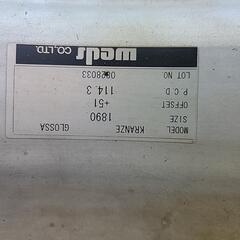 MODEL KRANZE GLOSSA
SIZE 1890
OFFSET +51
P C D 114.3
LOT NO 0628033
weds CO.,LTD.